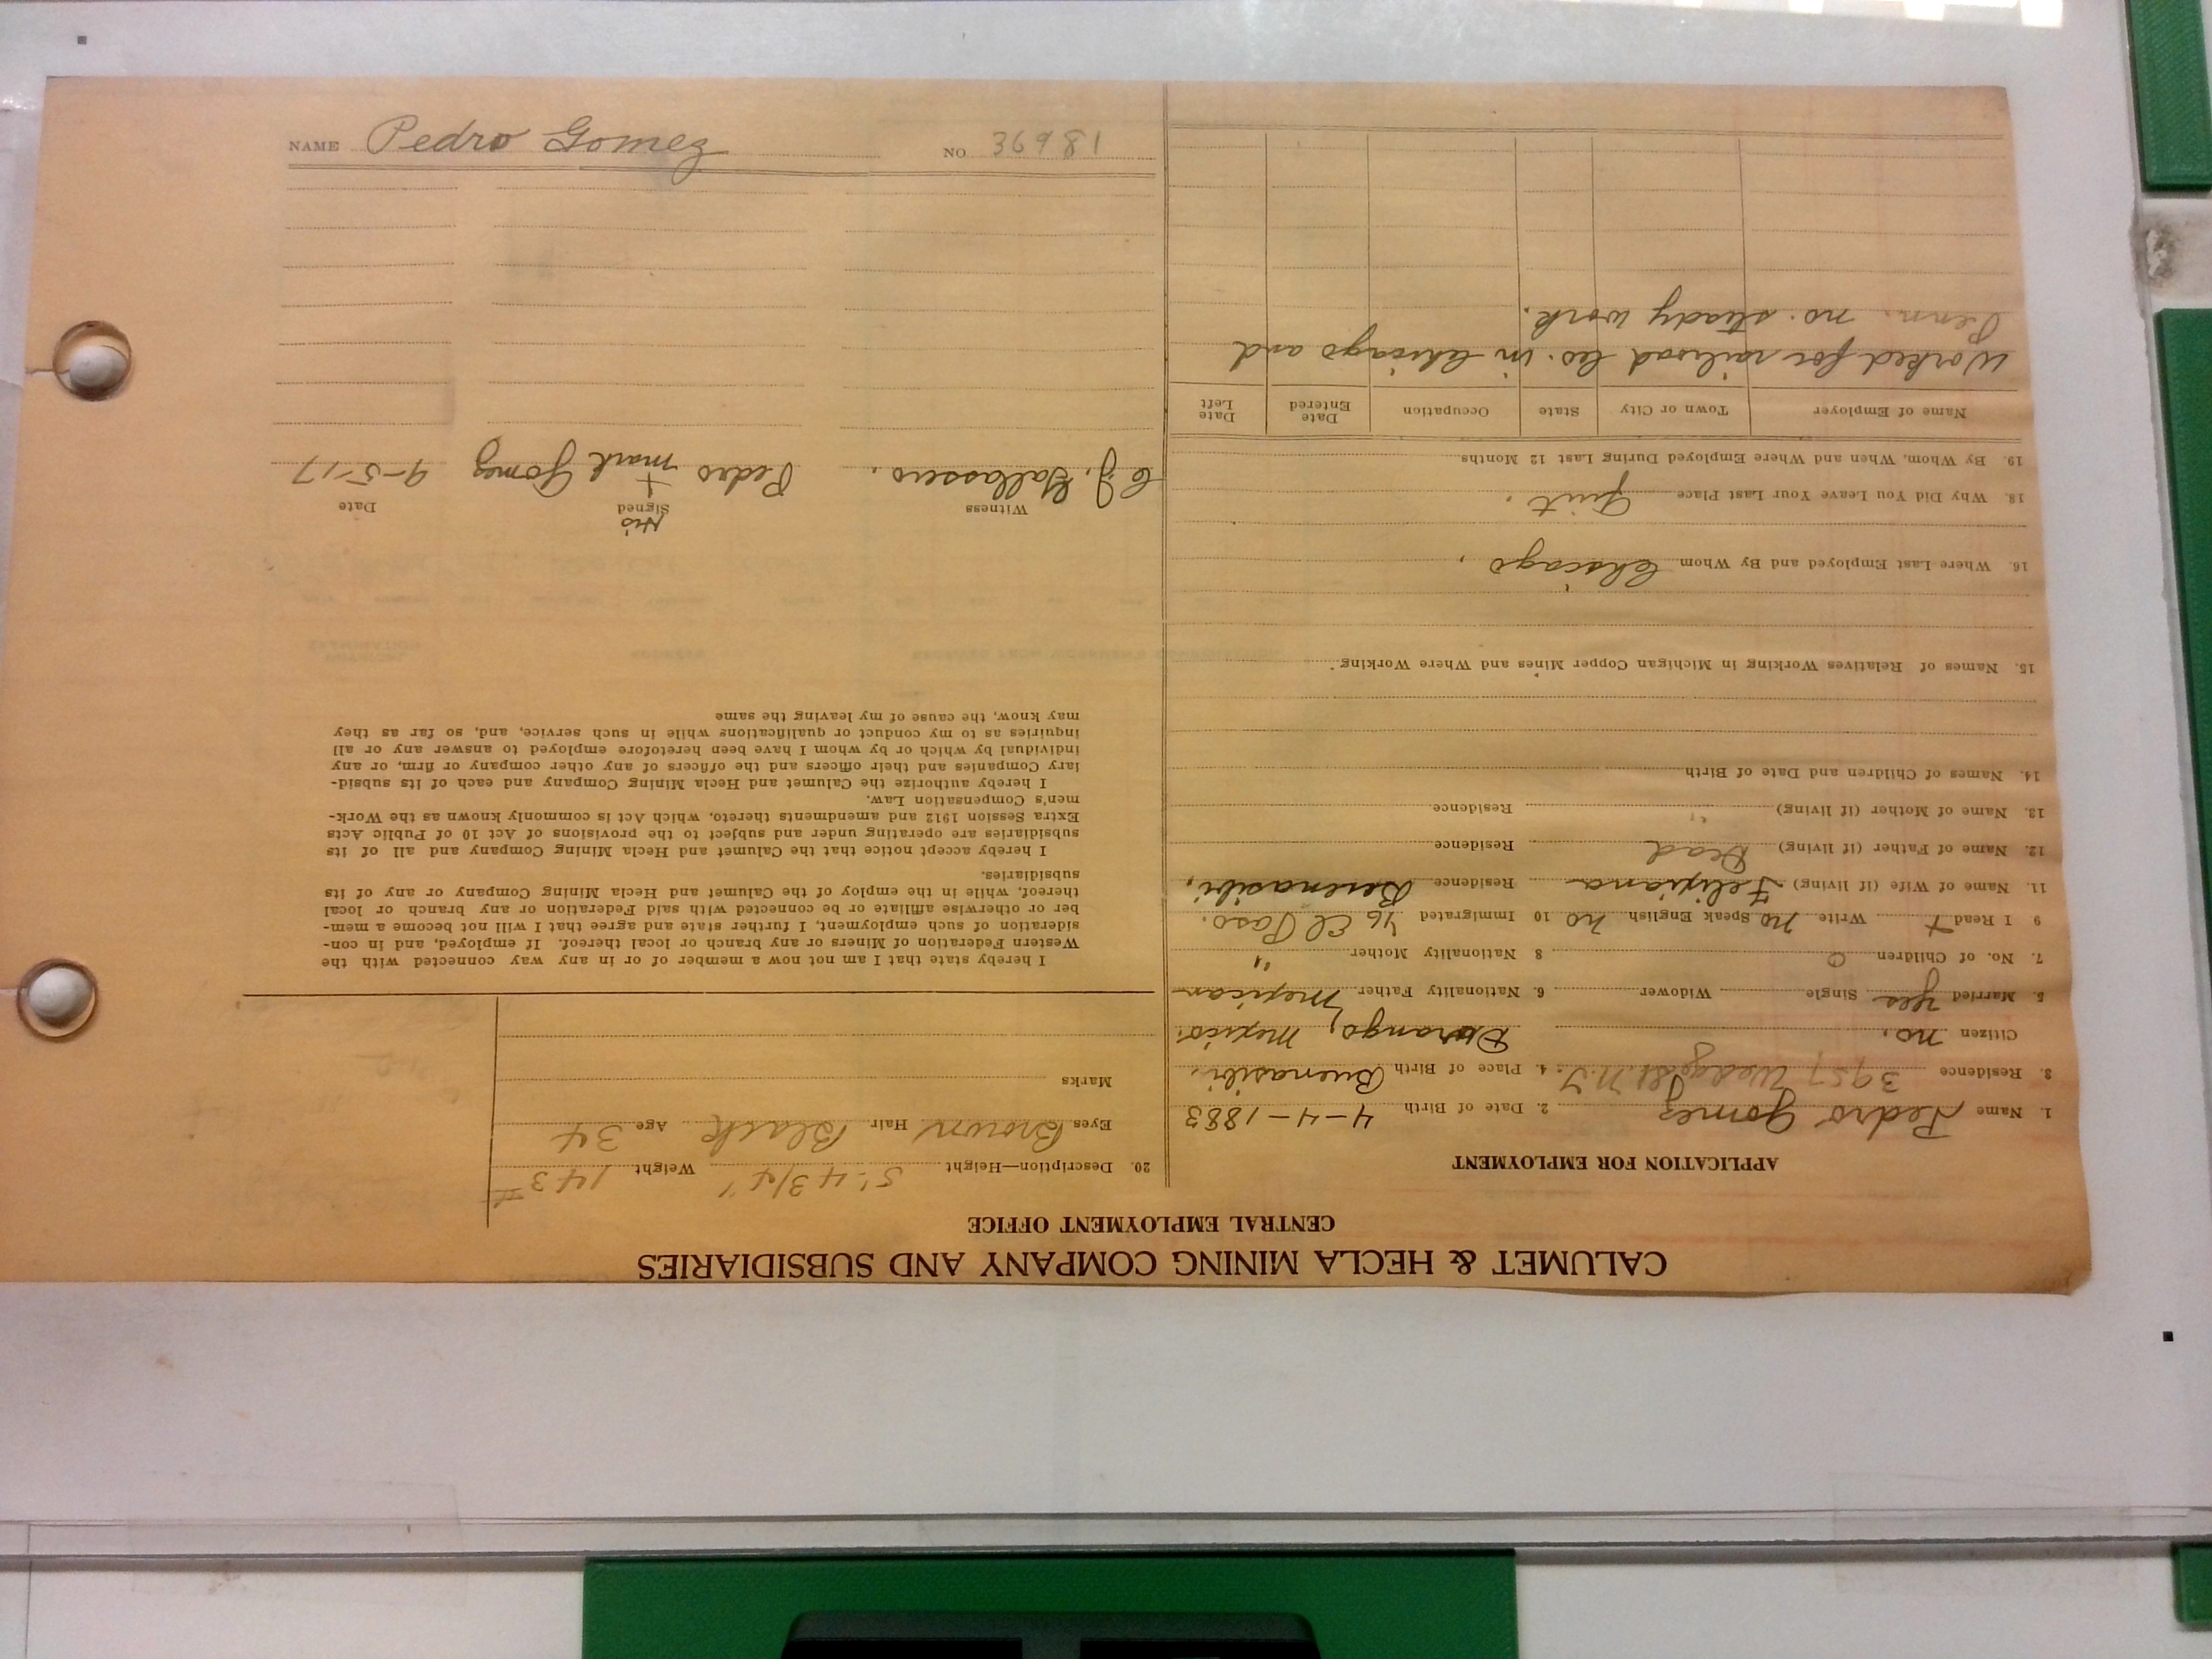 CALUMET & HECLA MINING COMPANY AND SUBSIDIARIES
CENTRAL EMPLOYMENT OFFICE
APPLICATION FOR EMPLOYMENT
1. Name Pedro Gomez 2. Date of Birth 4-4-1883
3. Residence 3957 4. Place of Birth Buenasibi,
Citizen no. Durango, Mexico.
5. Married yes Single Widower 6. Nationality Father Mexican
7. No. of Children 0 8 Nationality Mother "
9 I Read + Write no Speak English no 10 Immigrated '16 El Paso.
11. Name of Wife (if living) Felixiana Residence Benasibi,
12. Name of Father (if living) Dead Residence
13. Name of Mother (if living) " Residence
14. Names of Children and Date of Birth
15. Names of Relatives Working in Michigan Copper Mines and Where Working
16. Where Last Employed and By Whom Chicago,
18. Why Did You Leave Your Last Place Quit.
19. By Whom, When and Where Employed During Last 12 Months
Name of Employer Town or City State Occupation Date Entered Date Left
Worked for railroad Co. in Chicago and
Penn. no steady work.
20. Description—Height 5' 4 3/4" Weight 143 #
Eyes Brown Hair Black Age 34
Marks
I hereby state that I am not now a member of or in any way connected with the
Western Federation of Miners or any branch or local thereof. If employed, and in con-
sideration of such employment, I further state and agree that I will not become a mem-
ber or otherwise affiliate or be connected with said Federation or any branch or local
thereof, while in the employ of the Calumet and Hecla Mining Company or any of its
subsidiaries.
I hereby accept notice that the Calumet and Hecla Mining Company and all of its
subsidiaries are operating under and subject to the provisions of Act 10 of Public Acts
Extra Session 1912 and amendments thereto, which Act is commonly known as the Work-
men's Compensation Law.
I hereby authorize the Calumet and Hecla Mining Company and each of its subsid-
iary Companies and their officers and the officers of any other company or firm, or any
individual by which or by whom I have been heretofore employed to answer any or all
inquiries as to my conduct or qualifications while in such service, and, so far as they
may know, the cause of my leaving the same
Witness Signed Date
His
C. J. Pedro + mark Gomez 9-5-17
NAME Pedro Gomez NO. 36981